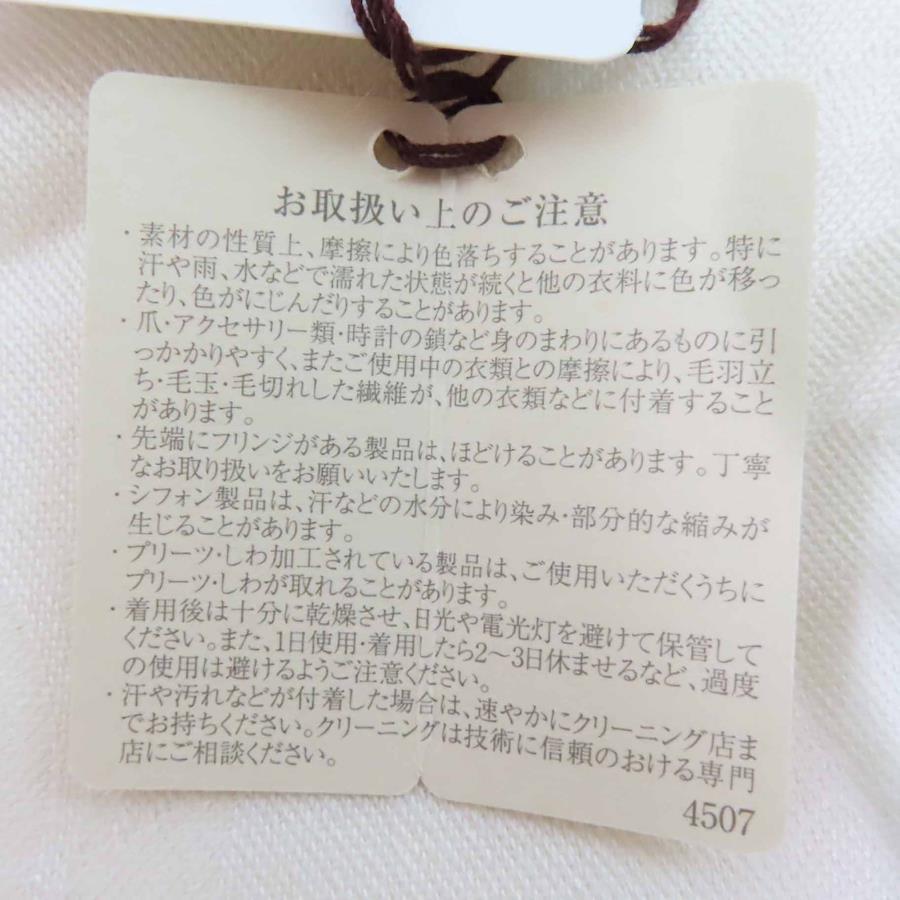 お取扱い上のご注意
・素材の性質上、摩擦により色落ちすることがあります。特に
汗や雨、水などで濡れた状態が続くと他の衣料に色が移っ
たり、色がにじんだりすることがあります。
・爪・アクセサリー類・時計の鎖など身のまわりにあるものに引
っかかりやすく、またご使用中の衣類との摩擦により、毛羽立
ち・毛玉・毛切れした繊維が、他の衣類などに付着すること
があります。
・先端にフリンジがある製品は、ほどけることがあります。丁寧
なお取り扱いをお願いいたします。
・シフォン製品は、汗などの水分により染み・部分的な縮みが
生じることがあります。
・プリーツ・しわ加工されている製品は、ご使用いただくうちに
プリーツ・しわが取れることがあります。
・着用後は十分に乾燥させ、日光や電光灯を避けて保管して
ください。また、1日使用・着用したら2〜3日休ませるなど、過度
の使用は避けるようご注意ください。
・汗や汚れなどが付着した場合は、速やかにクリーニング店ま
でお持ちください。クリーニングは技術に信頼のおける専門
店にご相談ください。
4507